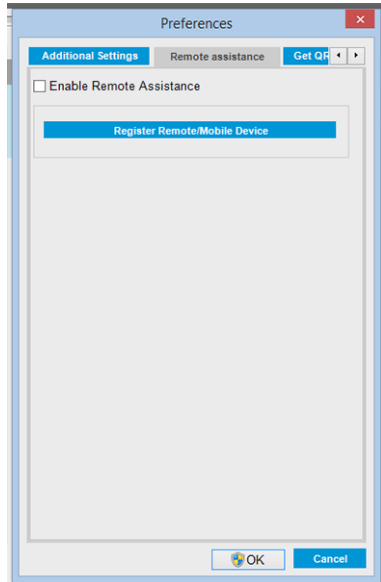 Preferences
Additional Settings Remote assistance Get QR
Enable Remote Assistance
Register Remote/Mobile Device
OK Cancel